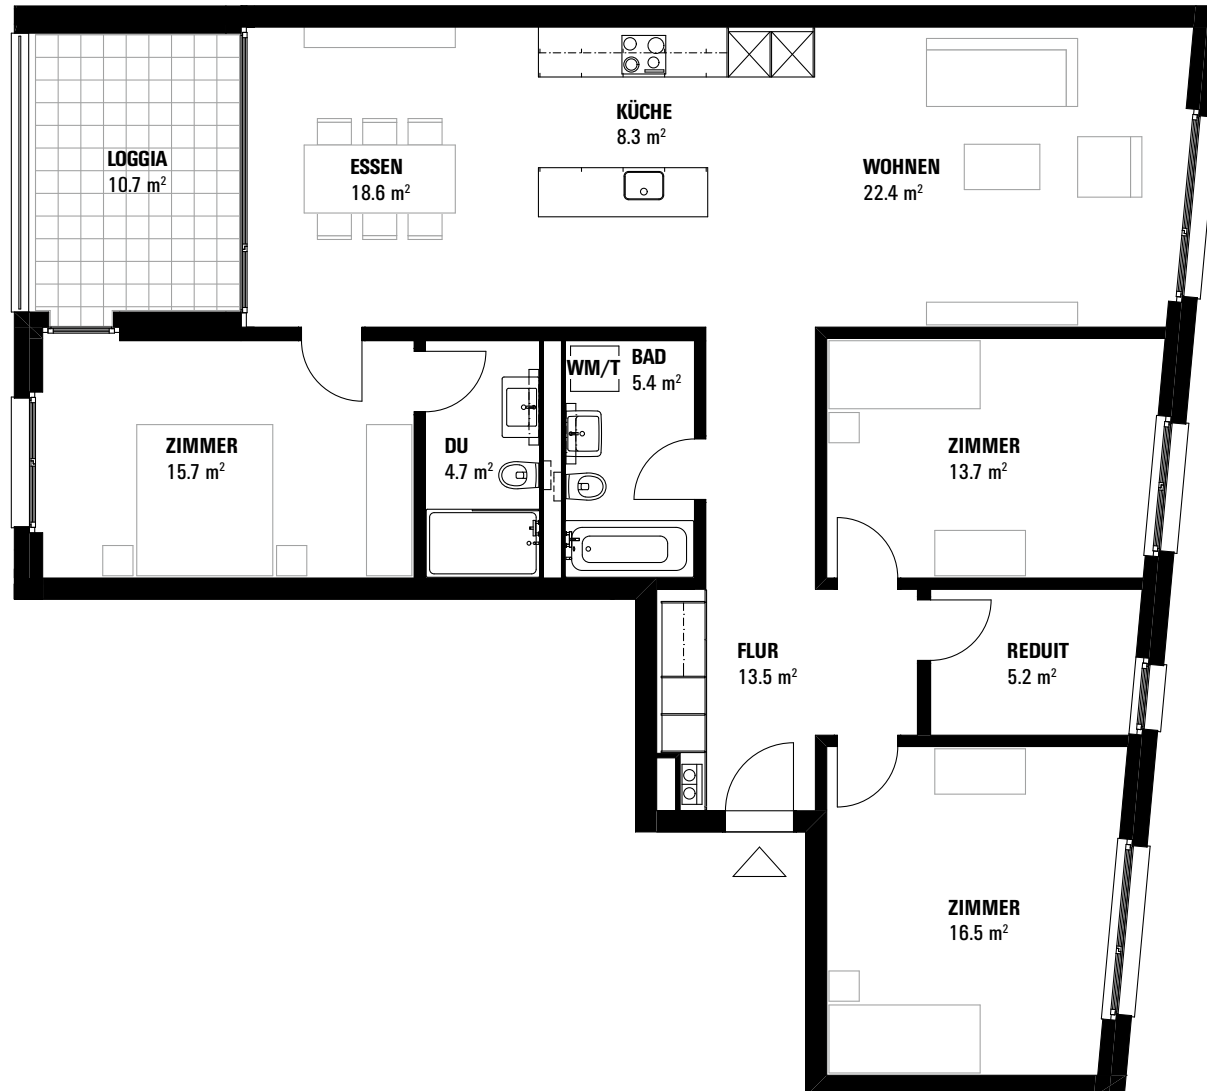 KÜCHE
8.3 m²
LOGGIA
10.7 m²
ESSEN
18.6 m²
WOHNEN
22.4 m²
WM/T
BAD
5.4 m²
ZIMMER
15.7 m²
DU
4.7 m²
ZIMMER
13.7 m²
FLUR
13.5 m²
REDUIT
5.2 m²
ZIMMER
16.5 m²